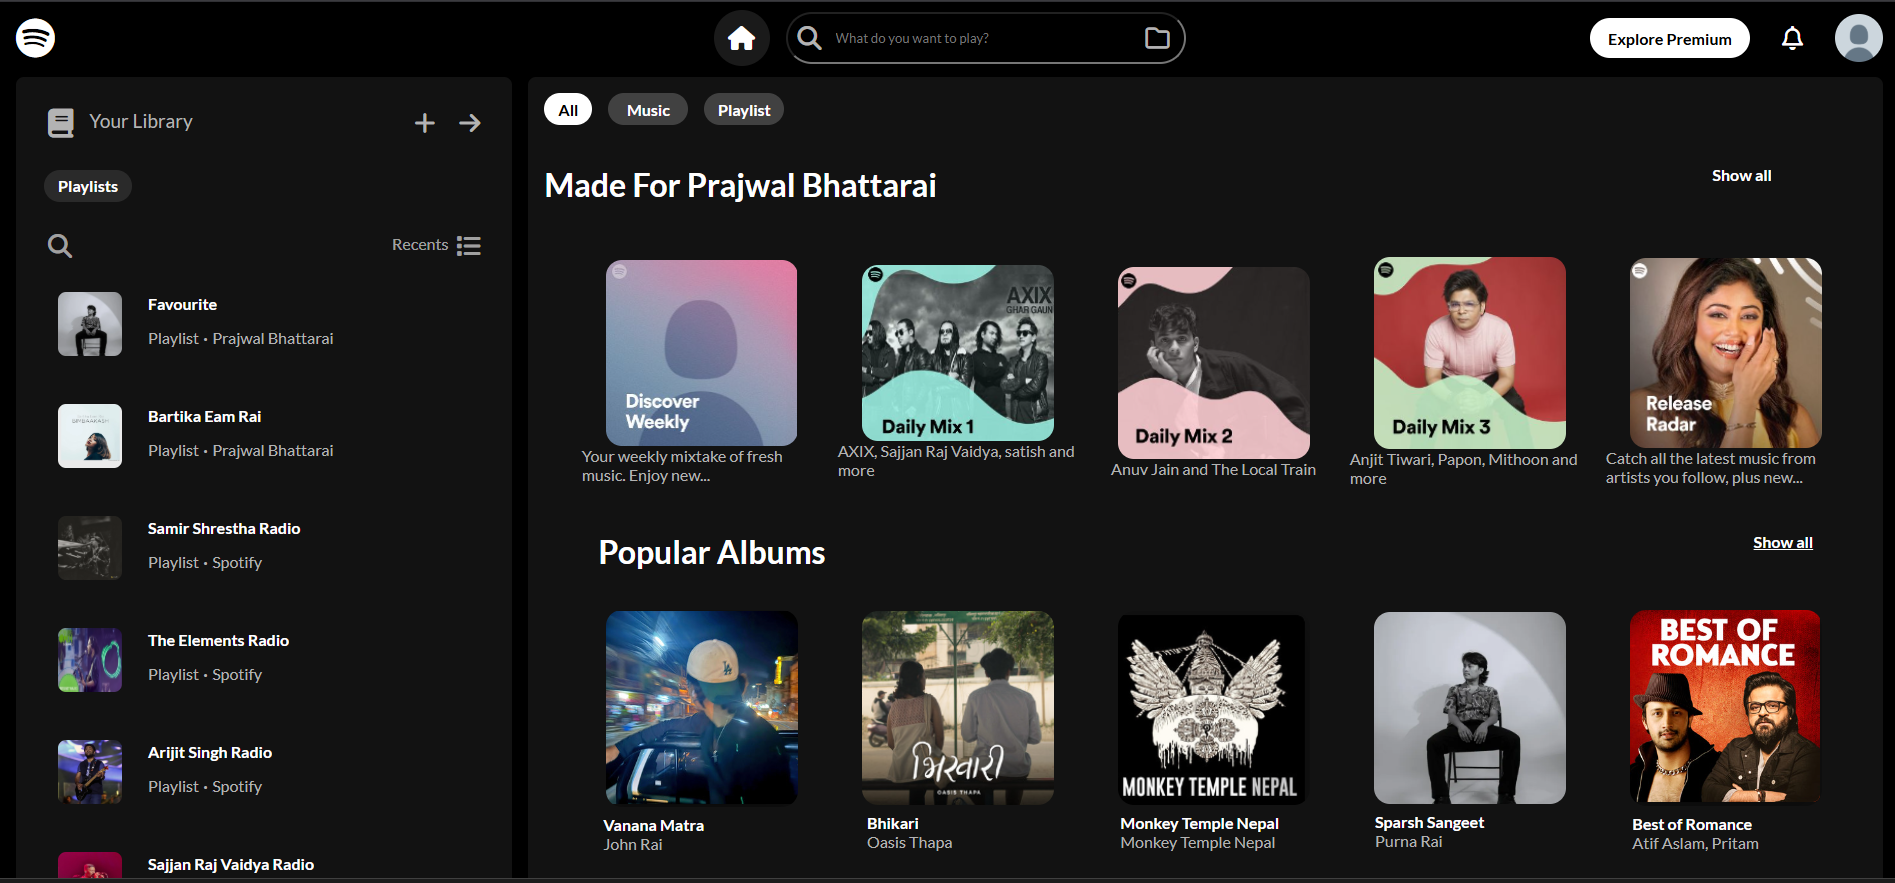 What do you want to play?
Explore Premium
Your Library
Playlists
Recents
Favourite
Playlist • Prajwal Bhattarai
Bartika Eam Rai
Playlist • Prajwal Bhattarai
Samir Shrestha Radio
Playlist • Spotify
The Elements Radio
Playlist • Spotify
Arijit Singh Radio
Playlist • Spotify
Sajjan Raj Vaidya Radio
All
Music
Playlist
Made For Prajwal Bhattarai
Show all
Discover
Weekly
Your weekly mixtake of fresh
music. Enjoy new...
AXIX
GHAR GAUN
Daily Mix 1
AXIX, Sajjan Raj Vaidya, satish and
more
Daily Mix 2
Anuv Jain and The Local Train
Daily Mix 3
Anjit Tiwari, Papon, Mithoon and
more
Release
Radar
Catch all the latest music from
artists you follow, plus new...
Popular Albums
Show all
Vanana Matra
John Rai
भिखारी
OASIS THAPA
Bhikari
Oasis Thapa
MONKEY TEMPLE NEPAL
Monkey Temple Nepal
Monkey Temple Nepal
Sparsh Sangeet
Purna Rai
BEST OF
ROMANCE
Best of Romance
Atif Aslam, Pritam